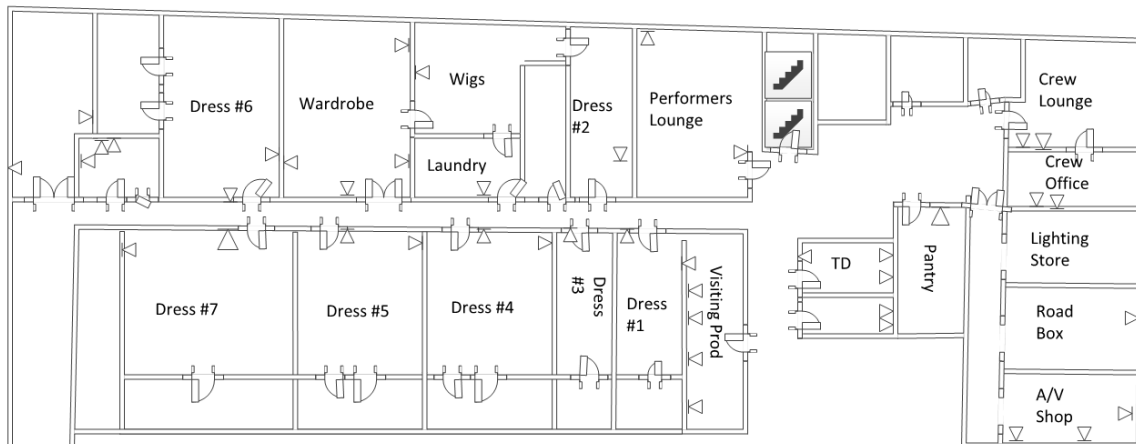 Dress #6
Wardrobe
Wigs
Laundry
Dress
#2
Performers
Lounge
Crew
Lounge
Crew
Office
Dress #7
Dress #5
Dress #4
Dress
#3
Dress
#1
Visiting Prod
TD
Pantry
Lighting
Store
Road
Box
A/V
Shop